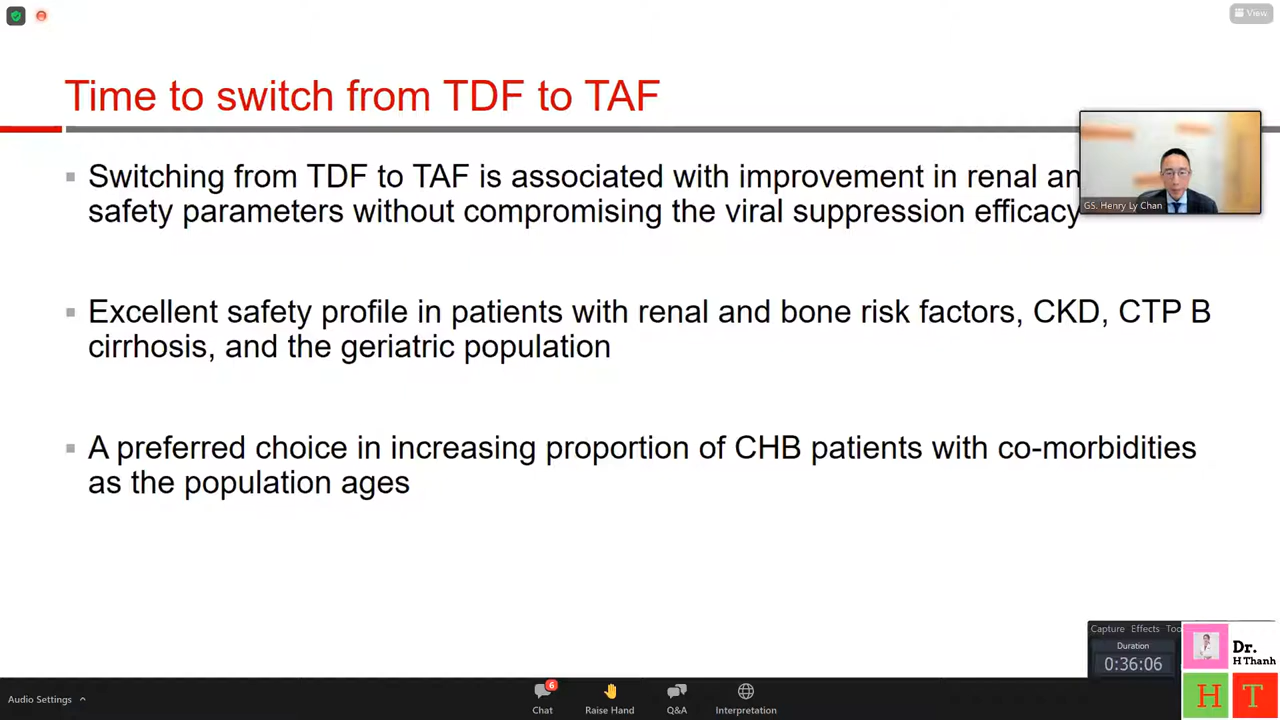 View
Time to switch from TDF to TAF
Switching from TDF to TAF is associated with improvement in renal
safety parameters without compromising the viral suppression efficacy
GS. Henry Ly Chan
Excellent safety profile in patients with renal and bone risk factors, CKD, CTP B
cirrhosis, and the geriatric population
A preferred choice in increasing proportion of CHB patients with co-morbidities
as the population ages
Capture Effects
Duration
0:36:06
Dr.
H Thanh
H T
Audio Settings
6
Chat
Raise Hand
Q&A
Interpretation